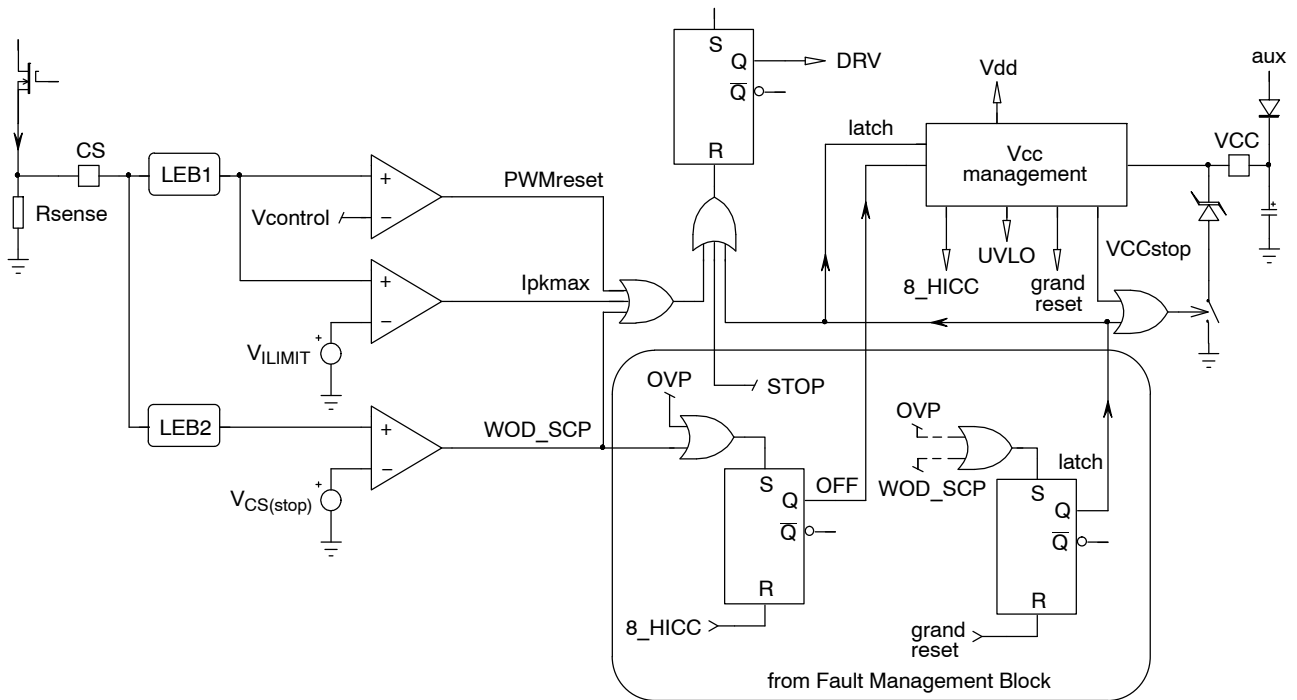 S
Q
DRV
Q
R
aux
Vdd
latch
VCC
CS
LEB1
Vcc
management
Rsense
+
−
PWMreset
Vcontrol
UVLO
VCCstop
8_HICC
grand
reset
+
−
Ipkmax
+
VILIMIT
OVP
STOP
LEB2
+
−
WOD_SCP
OVP
WOD_SCP
latch
+
VCS(stop)
S
Q
OFF
Q
R
S
Q
Q
R
8_HICC
grand
reset
from Fault Management Block
+